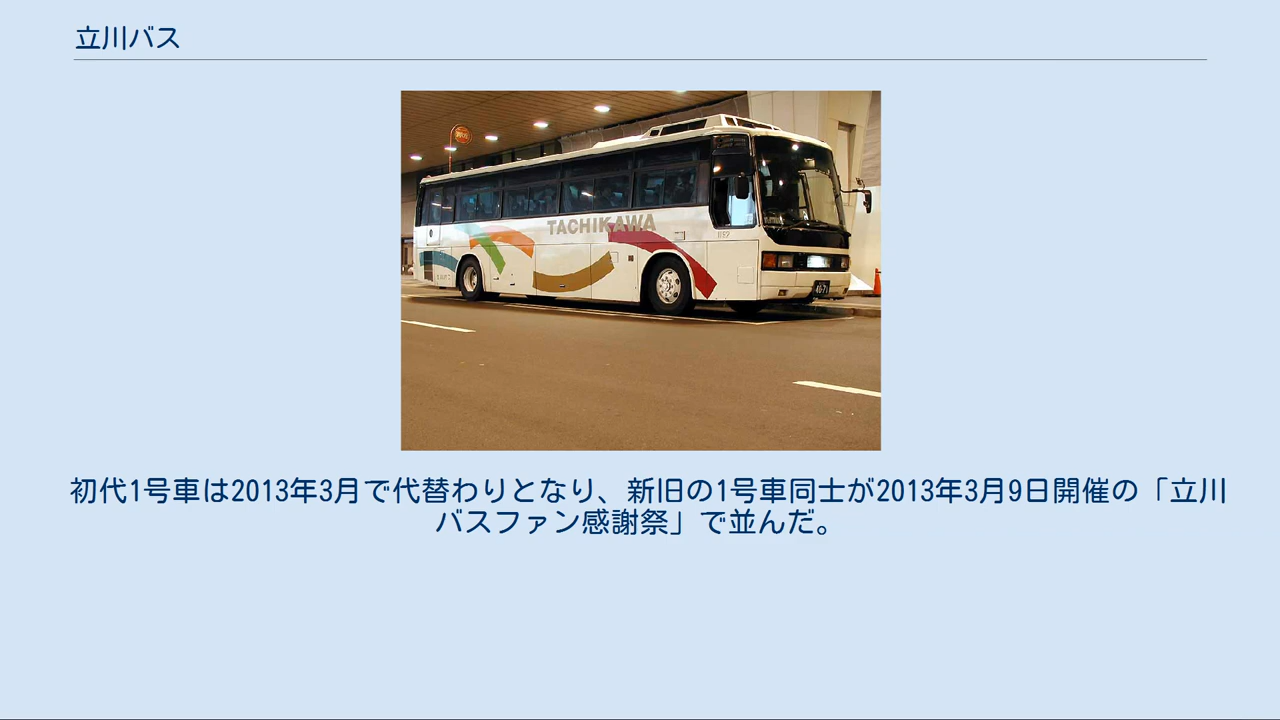 立川バス
TACHIKAWA
初代1号車は2013年3月で代替わりとなり、新旧の1号車同士が2013年3月9日開催の「立川
バスファン感謝祭」で並んだ。